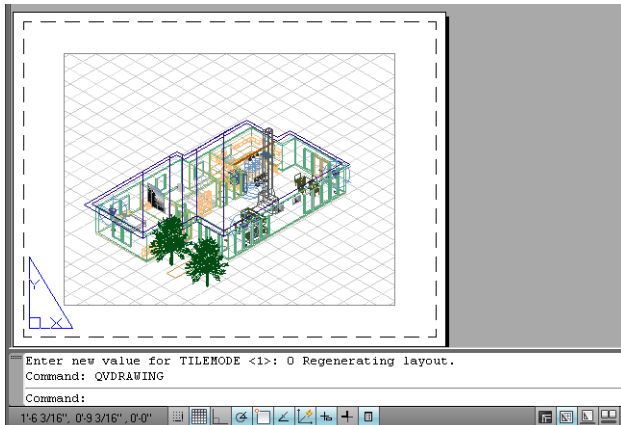 Y
X
Enter new value for TILEMODE <1>: 0 Regenerating layout.
Command: QVDRAWING
Command:
1'-6 3/16", 0'-9 3/16" , 0'-0"